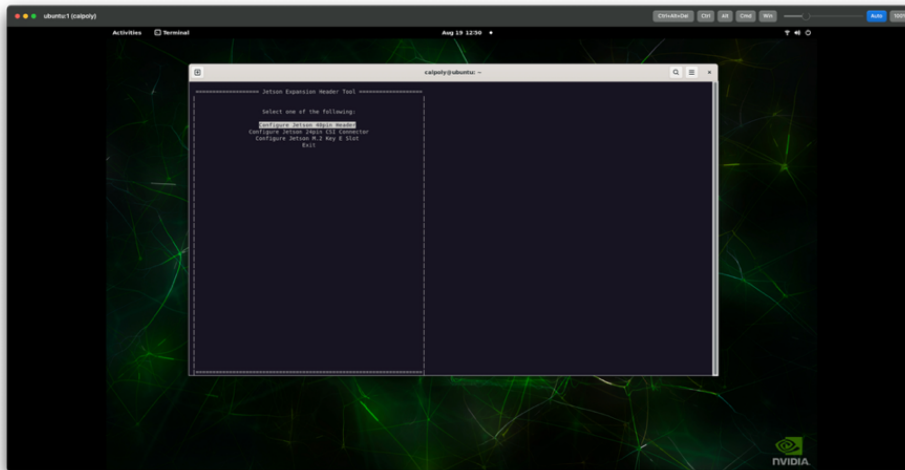 ubuntu:1 (calpoly)
Ctrl+Alt+Del Ctrl Alt Cmd Win Auto 100%
Activities Terminal Aug 19 12:50
calpoly@ubuntu: ~
=================== Jetson Expansion Header Tool ===================
Select one of the following:
Configure Jetson 40pin Header
Configure Jetson 24pin CSI Connector
Configure Jetson M.2 Key E Slot
Exit
NVIDIA.